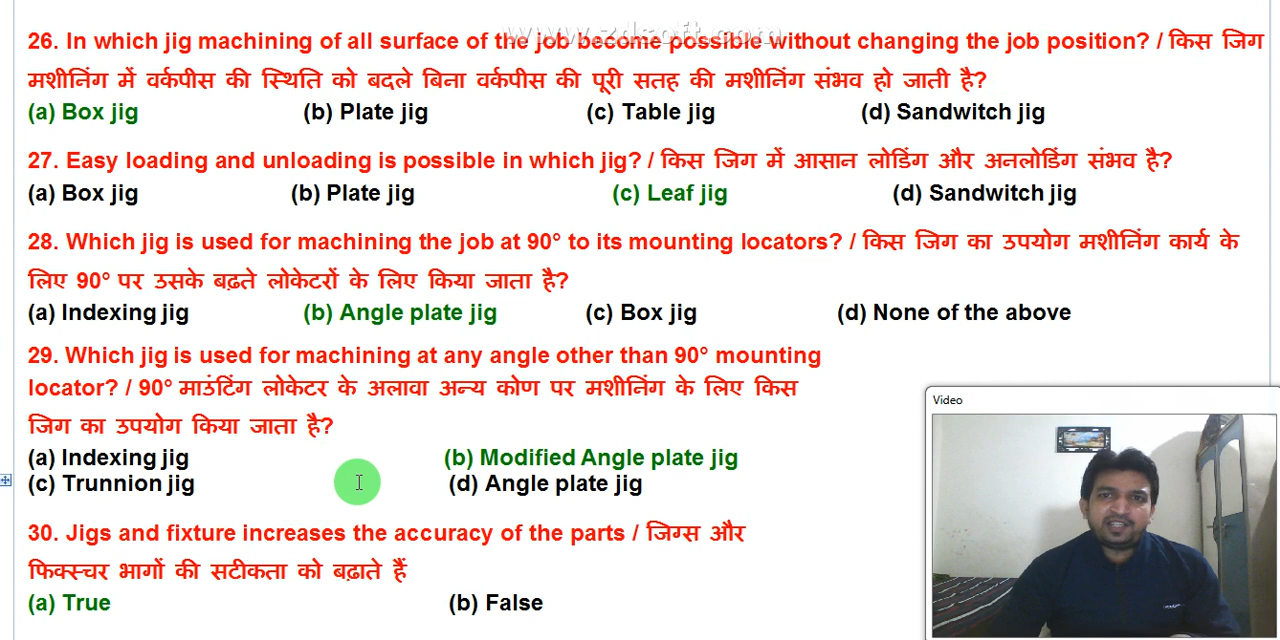 www.zdsoft.com
26. In which jig machining of all surface of the job become possible without changing the job position? / किस जिग
मशीनिंग में वर्कपीस की स्थिति को बदले बिना वर्कपीस की पूरी सतह की मशीनिंग संभव हो जाती है?
(a) Box jig (b) Plate jig (c) Table jig (d) Sandwitch jig
27. Easy loading and unloading is possible in which jig? / किस जिग में आसान लोडिंग और अनलोडिंग संभव है?
(a) Box jig (b) Plate jig (c) Leaf jig (d) Sandwitch jig
28. Which jig is used for machining the job at 90° to its mounting locators? / किस जिग का उपयोग मशीनिंग कार्य के
लिए 90° पर उसके बढ़ते लोकेटरों के लिए किया जाता है?
(a) Indexing jig (b) Angle plate jig (c) Box jig (d) None of the above
29. Which jig is used for machining at any angle other than 90° mounting
locator? / 90° माउंटिंग लोकेटर के अलावा अन्य कोण पर मशीनिंग के लिए किस
जिग का उपयोग किया जाता है?
(a) Indexing jig (b) Modified Angle plate jig
(c) Trunnion jig (d) Angle plate jig
30. Jigs and fixture increases the accuracy of the parts / जिग्स और
फिक्स्चर भागों की सटीकता को बढ़ाते हैं
(a) True (b) False
Video